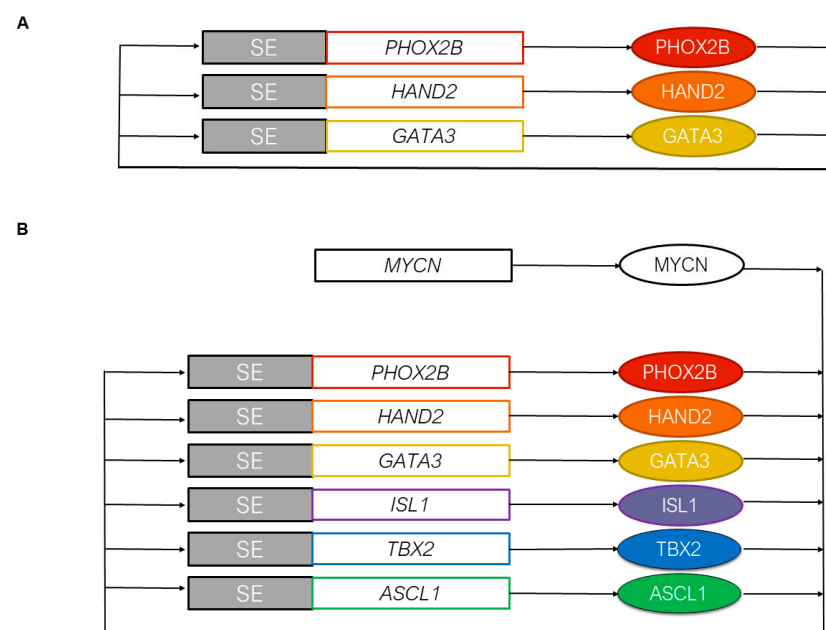 A
SE PHOX2B PHOX2B
SE HAND2 HAND2
SE GATA3 GATA3
B
MYCN MYCN
SE PHOX2B PHOX2B
SE HAND2 HAND2
SE GATA3 GATA3
SE ISL1 ISL1
SE TBX2 TBX2
SE ASCL1 ASCL1